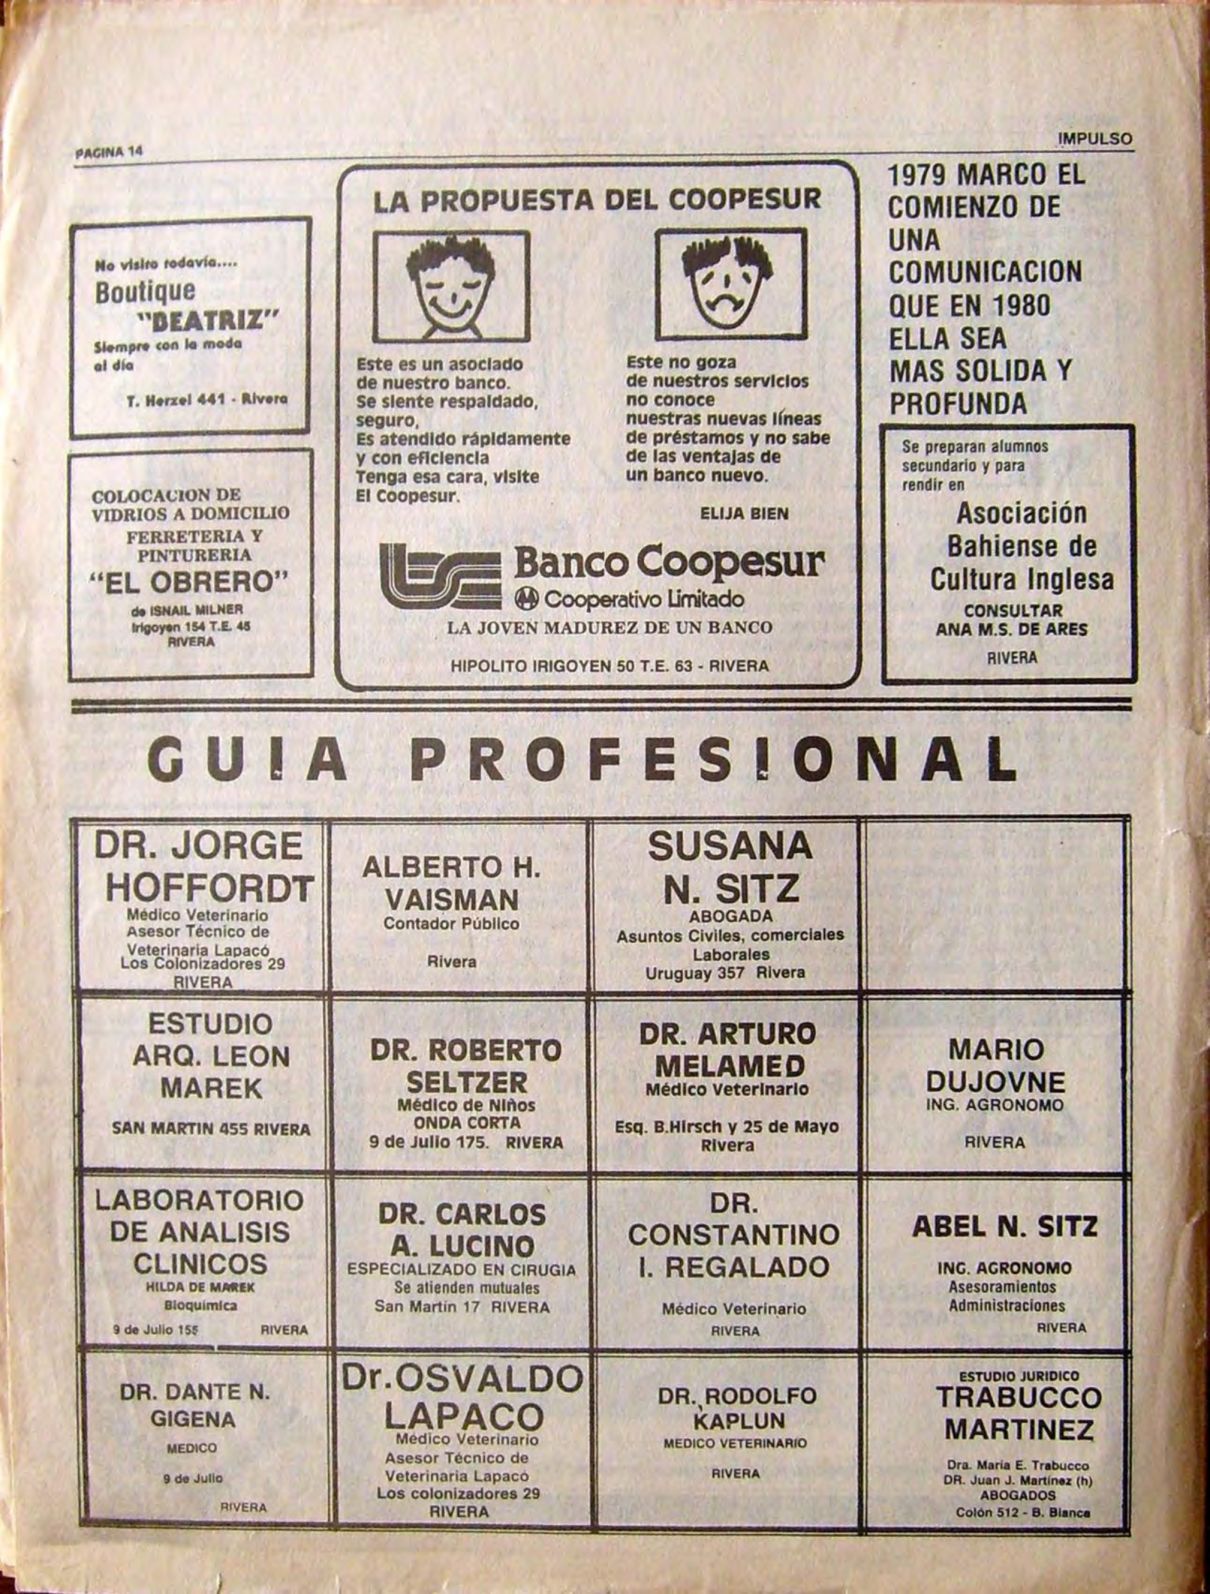 PAGINA 14
IMPULSO
No visito todavía....
Boutique
"BEATRIZ"
Siempre con la moda
al día
T. Herzel 441 - Rivera
COLOCACION DE
VIDRIOS A DOMICILIO
FERRETERIA Y
PINTURERIA
"EL OBRERO"
de ISNAIL MILNER
Irigoyen 154 T.E. 45
RIVERA
LA PROPUESTA DEL COOPESUR
Este es un asociado
de nuestro banco.
Se siente respaldado,
seguro,
Es atendido rápidamente
y con eficiencia
Tenga esa cara, visite
El Coopesur.
Este no goza
de nuestros servicios
no conoce
nuestras nuevas líneas
de préstamos y no sabe
de las ventajas de
un banco nuevo.
ELIJA BIEN
Banco Coopesur
Cooperativo Limitado
LA JOVEN MADUREZ DE UN BANCO
HIPOLITO IRIGOYEN 50 T.E. 63 - RIVERA
1979 MARCO EL
COMIENZO DE
UNA
COMUNICACION
QUE EN 1980
ELLA SEA
MAS SOLIDA Y
PROFUNDA
Se preparan alumnos
secundario y para
rendir en
Asociación
Bahiense de
Cultura Inglesa
CONSULTAR
ANA M.S. DE ARES
RIVERA
GUIA PROFESIONAL
DR. JORGE
HOFFORDT
Médico Veterinario
Asesor Técnico de
Veterinaria Lapacó
Los Colonizadores 29
RIVERA
ALBERTO H.
VAISMAN
Contador Público
Rivera
SUSANA
N. SITZ
ABOGADA
Asuntos Civiles, comerciales
Laborales
Uruguay 357 Rivera
ESTUDIO
ARQ. LEON
MAREK
SAN MARTIN 455 RIVERA
DR. ROBERTO
SELTZER
Médico de Niños
ONDA CORTA
9 de Julio 175. RIVERA
DR. ARTURO
MELAMED
Médico Veterinario
Esq. B.Hirsch y 25 de Mayo
Rivera
MARIO
DUJOVNE
ING. AGRONOMO
RIVERA
LABORATORIO
DE ANALISIS
CLINICOS
HILDA DE MAREK
Bioquímica
9 de Julio 155 RIVERA
DR. CARLOS
A. LUCINO
ESPECIALIZADO EN CIRUGIA
Se atienden mutuales
San Martín 17 RIVERA
DR.
CONSTANTINO
I. REGALADO
Médico Veterinario
RIVERA
ABEL N. SITZ
ING. AGRONOMO
Asesoramientos
Administraciones
RIVERA
DR. DANTE N.
GIGENA
MEDICO
9 de Julio
RIVERA
Dr. OSVALDO
LAPACO
Médico Veterinario
Asesor Técnico de
Veterinaria Lapacó
Los colonizadores 29
RIVERA
DR. RODOLFO
KAPLUN
MEDICO VETERINARIO
RIVERA
ESTUDIO JURIDICO
TRABUCCO
MARTINEZ
Dra. María E. Trabucco
DR. Juan J. Martínez (h)
ABOGADOS
Colón 512 - B. Blanca